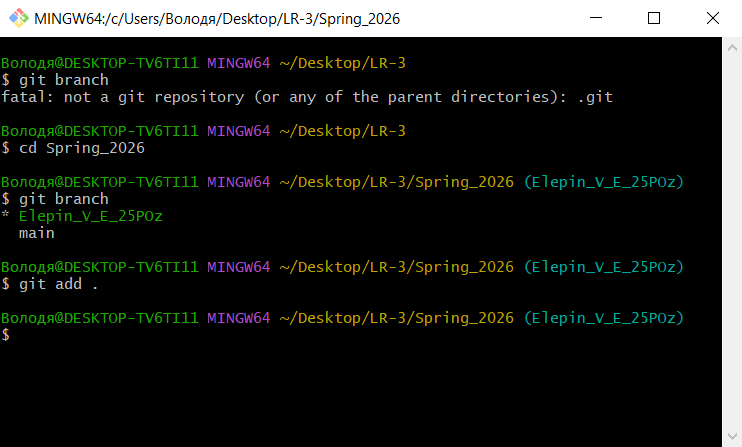 MINGW64:/c/Users/Володя/Desktop/LR-3/Spring_2026
Володя@DESKTOP-TV6TI11 MINGW64 ~/Desktop/LR-3
$ git branch
fatal: not a git repository (or any of the parent directories): .git
Володя@DESKTOP-TV6TI11 MINGW64 ~/Desktop/LR-3
$ cd Spring_2026
Володя@DESKTOP-TV6TI11 MINGW64 ~/Desktop/LR-3/Spring_2026 (Elepin_V_E_25POz)
$ git branch
* Elepin_V_E_25POz
main
Володя@DESKTOP-TV6TI11 MINGW64 ~/Desktop/LR-3/Spring_2026 (Elepin_V_E_25POz)
$ git add .
Володя@DESKTOP-TV6TI11 MINGW64 ~/Desktop/LR-3/Spring_2026 (Elepin_V_E_25POz)
$